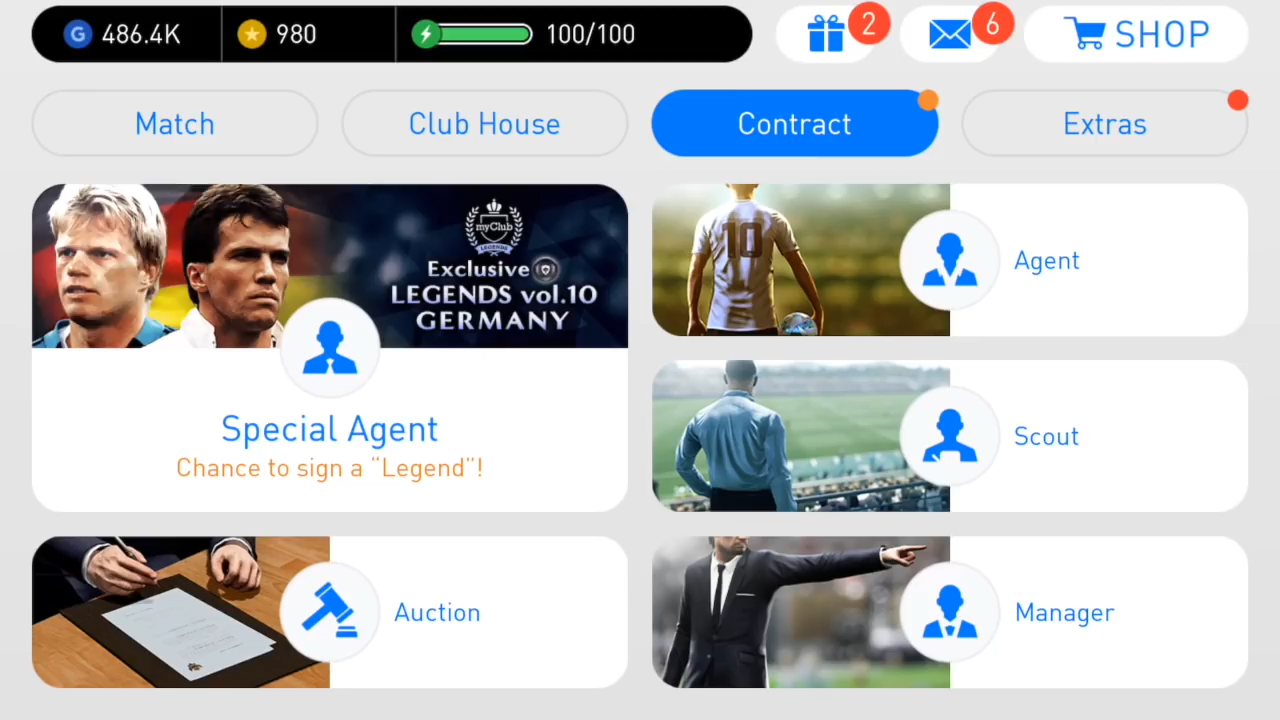 G 486.4K
980
100/100
2
6
SHOP
Match
Club House
Contract
Extras
myClub
LEGENDS
Exclusive
LEGENDS vol.10
GERMANY
Special Agent
Chance to sign a “Legend”!
10
Agent
Scout
Auction
Manager